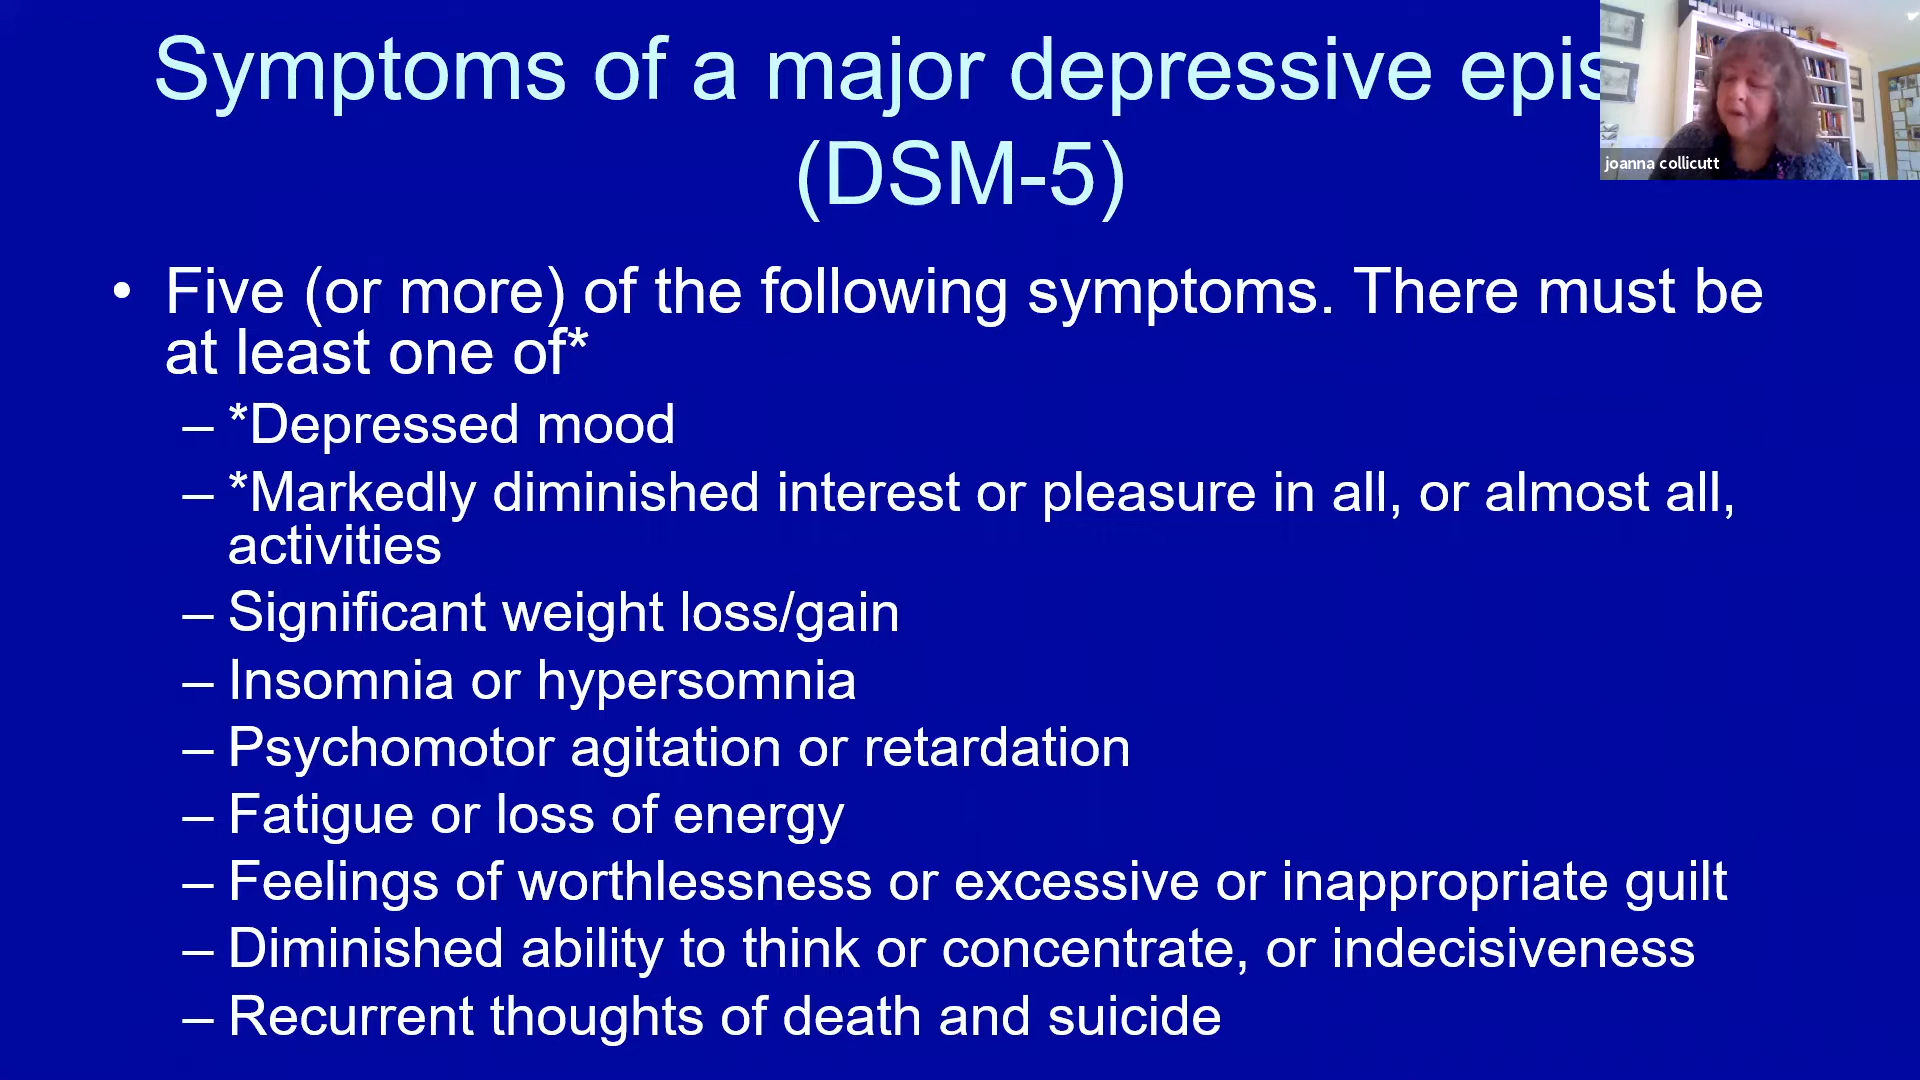 Symptoms of a major depressive epis
(DSM-5)
joanna collicutt
• Five (or more) of the following symptoms. There must be
at least one of*
– *Depressed mood
– *Markedly diminished interest or pleasure in all, or almost all,
activities
– Significant weight loss/gain
– Insomnia or hypersomnia
– Psychomotor agitation or retardation
– Fatigue or loss of energy
– Feelings of worthlessness or excessive or inappropriate guilt
– Diminished ability to think or concentrate, or indecisiveness
– Recurrent thoughts of death and suicide